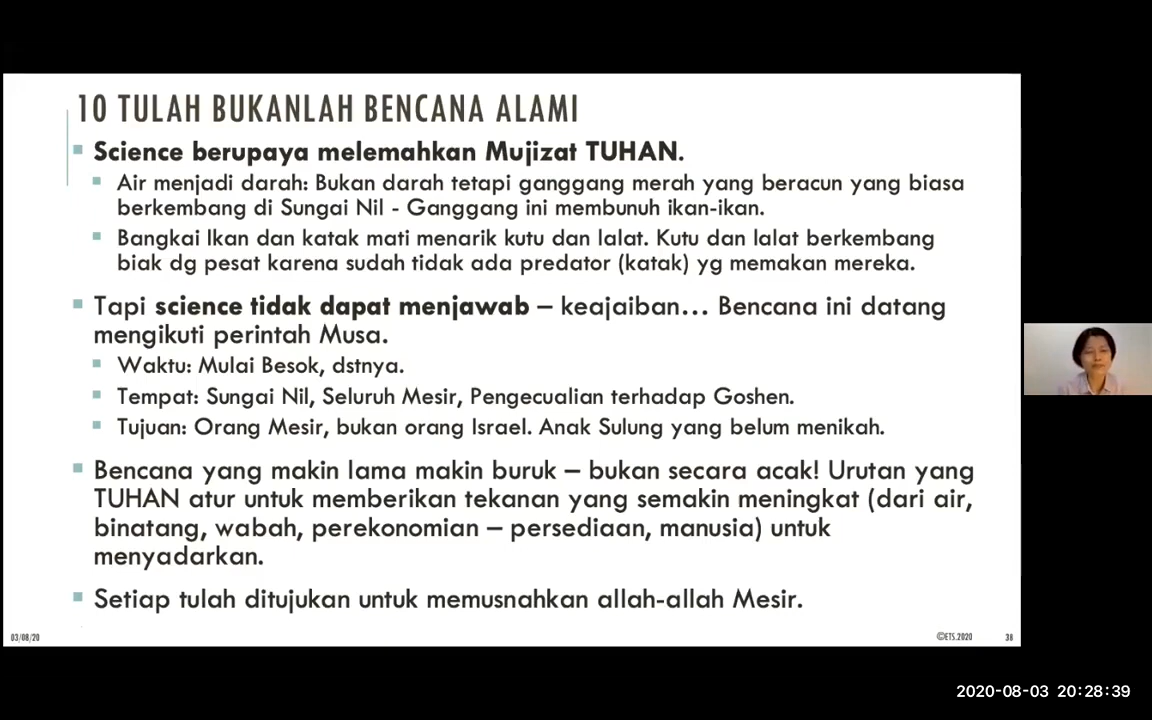 10 TULAH BUKANLAH BENCANA ALAMI
Science berupaya melemahkan Mujizat TUHAN.
Air menjadi darah: Bukan darah tetapi ganggang merah yang beracun yang biasa
berkembang di Sungai Nil - Ganggang ini membunuh ikan-ikan.
Bangkai Ikan dan katak mati menarik kutu dan lalat. Kutu dan lalat berkembang
biak dg pesat karena sudah tidak ada predator (katak) yg memakan mereka.
Tapi science tidak dapat menjawab – keajaiban... Bencana ini datang
mengikuti perintah Musa.
Waktu: Mulai Besok, dstnya.
Tempat: Sungai Nil, Seluruh Mesir, Pengecualian terhadap Goshen.
Tujuan: Orang Mesir, bukan orang Israel. Anak Sulung yang belum menikah.
Bencana yang makin lama makin buruk – bukan secara acak! Urutan yang
TUHAN atur untuk memberikan tekanan yang semakin meningkat (dari air,
binatang, wabah, perekonomian – persediaan, manusia) untuk
menyadarkan.
Setiap tulah ditujukan untuk memusnahkan allah-allah Mesir.
03/08/20
©ETS.2020
38
2020-08-03 20:28:39